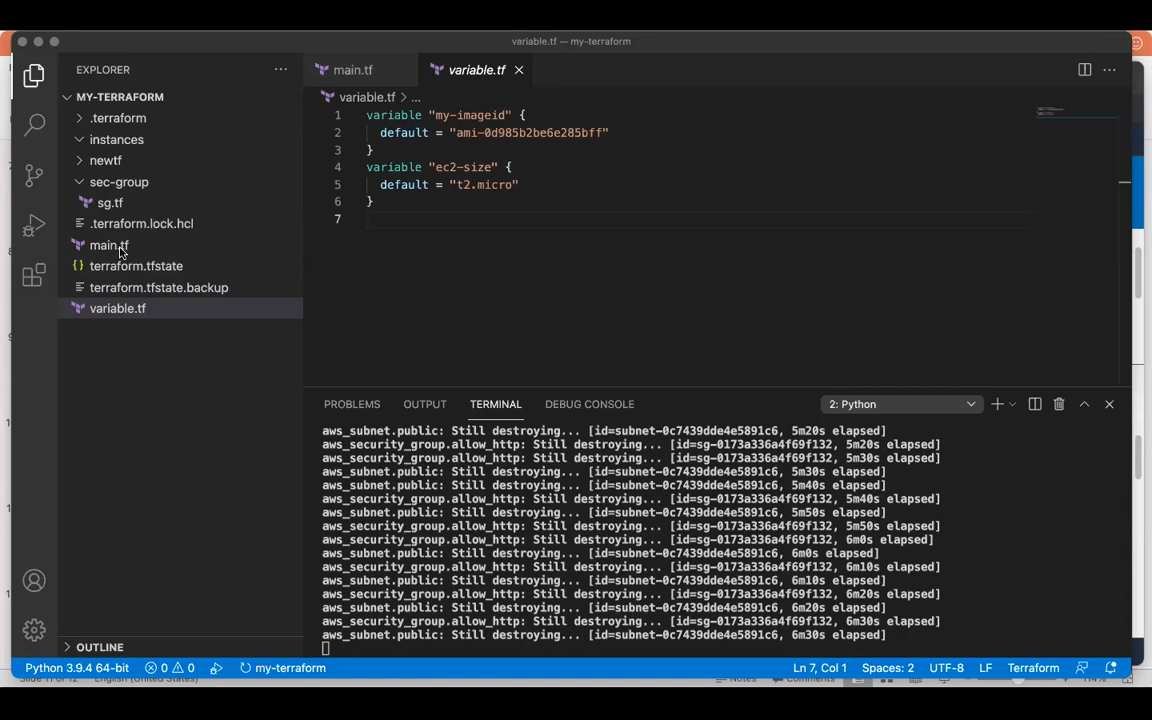 variable.tf — my-terraform
EXPLORER
MY-TERRAFORM
.terraform
instances
newtf
sec-group
sg.tf
.terraform.lock.hcl
main.tf
terraform.tfstate
terraform.tfstate.backup
variable.tf
OUTLINE
main.tf
variable.tf
variable.tf > ...
1 variable "my-imageid" {
2 default = "ami-0d985b2be6e285bff"
3 }
4 variable "ec2-size" {
5 default = "t2.micro"
6 }
7
PROBLEMS OUTPUT TERMINAL DEBUG CONSOLE 2: Python
aws_subnet.public: Still destroying... [id=subnet-0c7439dde4e5891c6, 5m20s elapsed]
aws_security_group.allow_http: Still destroying... [id=sg-0173a336a4f69f132, 5m20s elapsed]
aws_security_group.allow_http: Still destroying... [id=sg-0173a336a4f69f132, 5m30s elapsed]
aws_subnet.public: Still destroying... [id=subnet-0c7439dde4e5891c6, 5m30s elapsed]
aws_subnet.public: Still destroying... [id=subnet-0c7439dde4e5891c6, 5m40s elapsed]
aws_security_group.allow_http: Still destroying... [id=sg-0173a336a4f69f132, 5m40s elapsed]
aws_subnet.public: Still destroying... [id=subnet-0c7439dde4e5891c6, 5m50s elapsed]
aws_security_group.allow_http: Still destroying... [id=sg-0173a336a4f69f132, 5m50s elapsed]
aws_security_group.allow_http: Still destroying... [id=sg-0173a336a4f69f132, 6m0s elapsed]
aws_subnet.public: Still destroying... [id=subnet-0c7439dde4e5891c6, 6m0s elapsed]
aws_security_group.allow_http: Still destroying... [id=sg-0173a336a4f69f132, 6m10s elapsed]
aws_subnet.public: Still destroying... [id=subnet-0c7439dde4e5891c6, 6m10s elapsed]
aws_security_group.allow_http: Still destroying... [id=sg-0173a336a4f69f132, 6m20s elapsed]
aws_subnet.public: Still destroying... [id=subnet-0c7439dde4e5891c6, 6m20s elapsed]
aws_security_group.allow_http: Still destroying... [id=sg-0173a336a4f69f132, 6m30s elapsed]
aws_subnet.public: Still destroying... [id=subnet-0c7439dde4e5891c6, 6m30s elapsed]
Python 3.9.4 64-bit 0 0 my-terraform Ln 7, Col 1 Spaces: 2 UTF-8 LF Terraform
Slide 11 of 12 English (United States) Notes Comments 114%